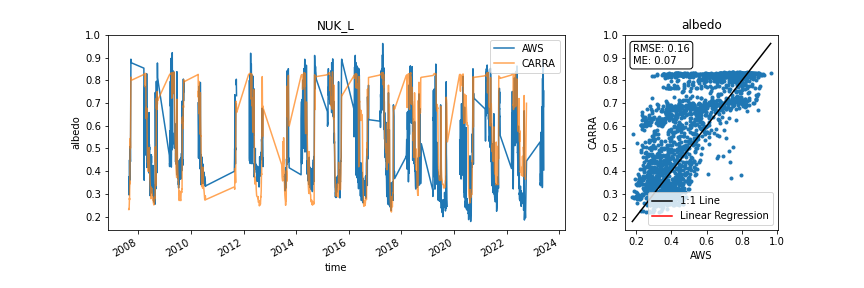 NUK_L
albedo
1.0
0.9
0.8
0.7
0.6
0.5
0.4
0.3
0.2
albedo
AWS
CARRA
2008
2010
2012
2014
2016
2018
2020
2022
2024
time
albedo
1.0
0.9
0.8
0.7
0.6
0.5
0.4
0.3
0.2
CARRA
RMSE: 0.16
ME: 0.07
1:1 Line
Linear Regression
0.2
0.4
0.6
0.8
1.0
AWS